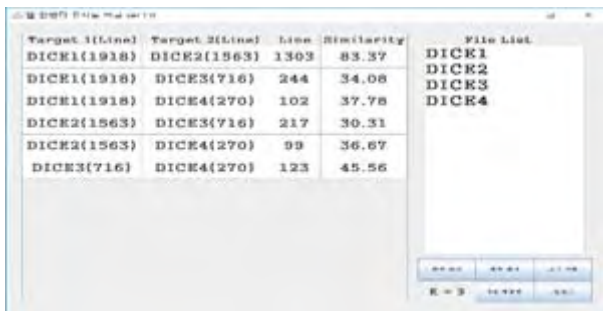 Target 1(Line) Target 2(Line) Line Similarity
DICE1(1918) DICE2(1563) 1303 83.37
DICE1(1918) DICE3(716) 244 34.08
DICE1(1918) DICE4(270) 102 37.78
DICE2(1563) DICE3(716) 217 30.31
DICE2(1563) DICE4(270) 99 36.67
DICE3(716) DICE4(270) 123 45.56
File List
DICE1
DICE2
DICE3
DICE4
K = 3